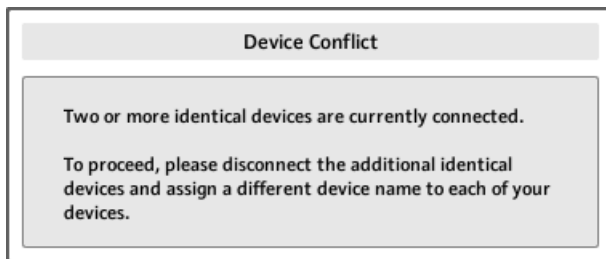 Device Conflict
Two or more identical devices are currently connected.
To proceed, please disconnect the additional identical
devices and assign a different device name to each of your
devices.